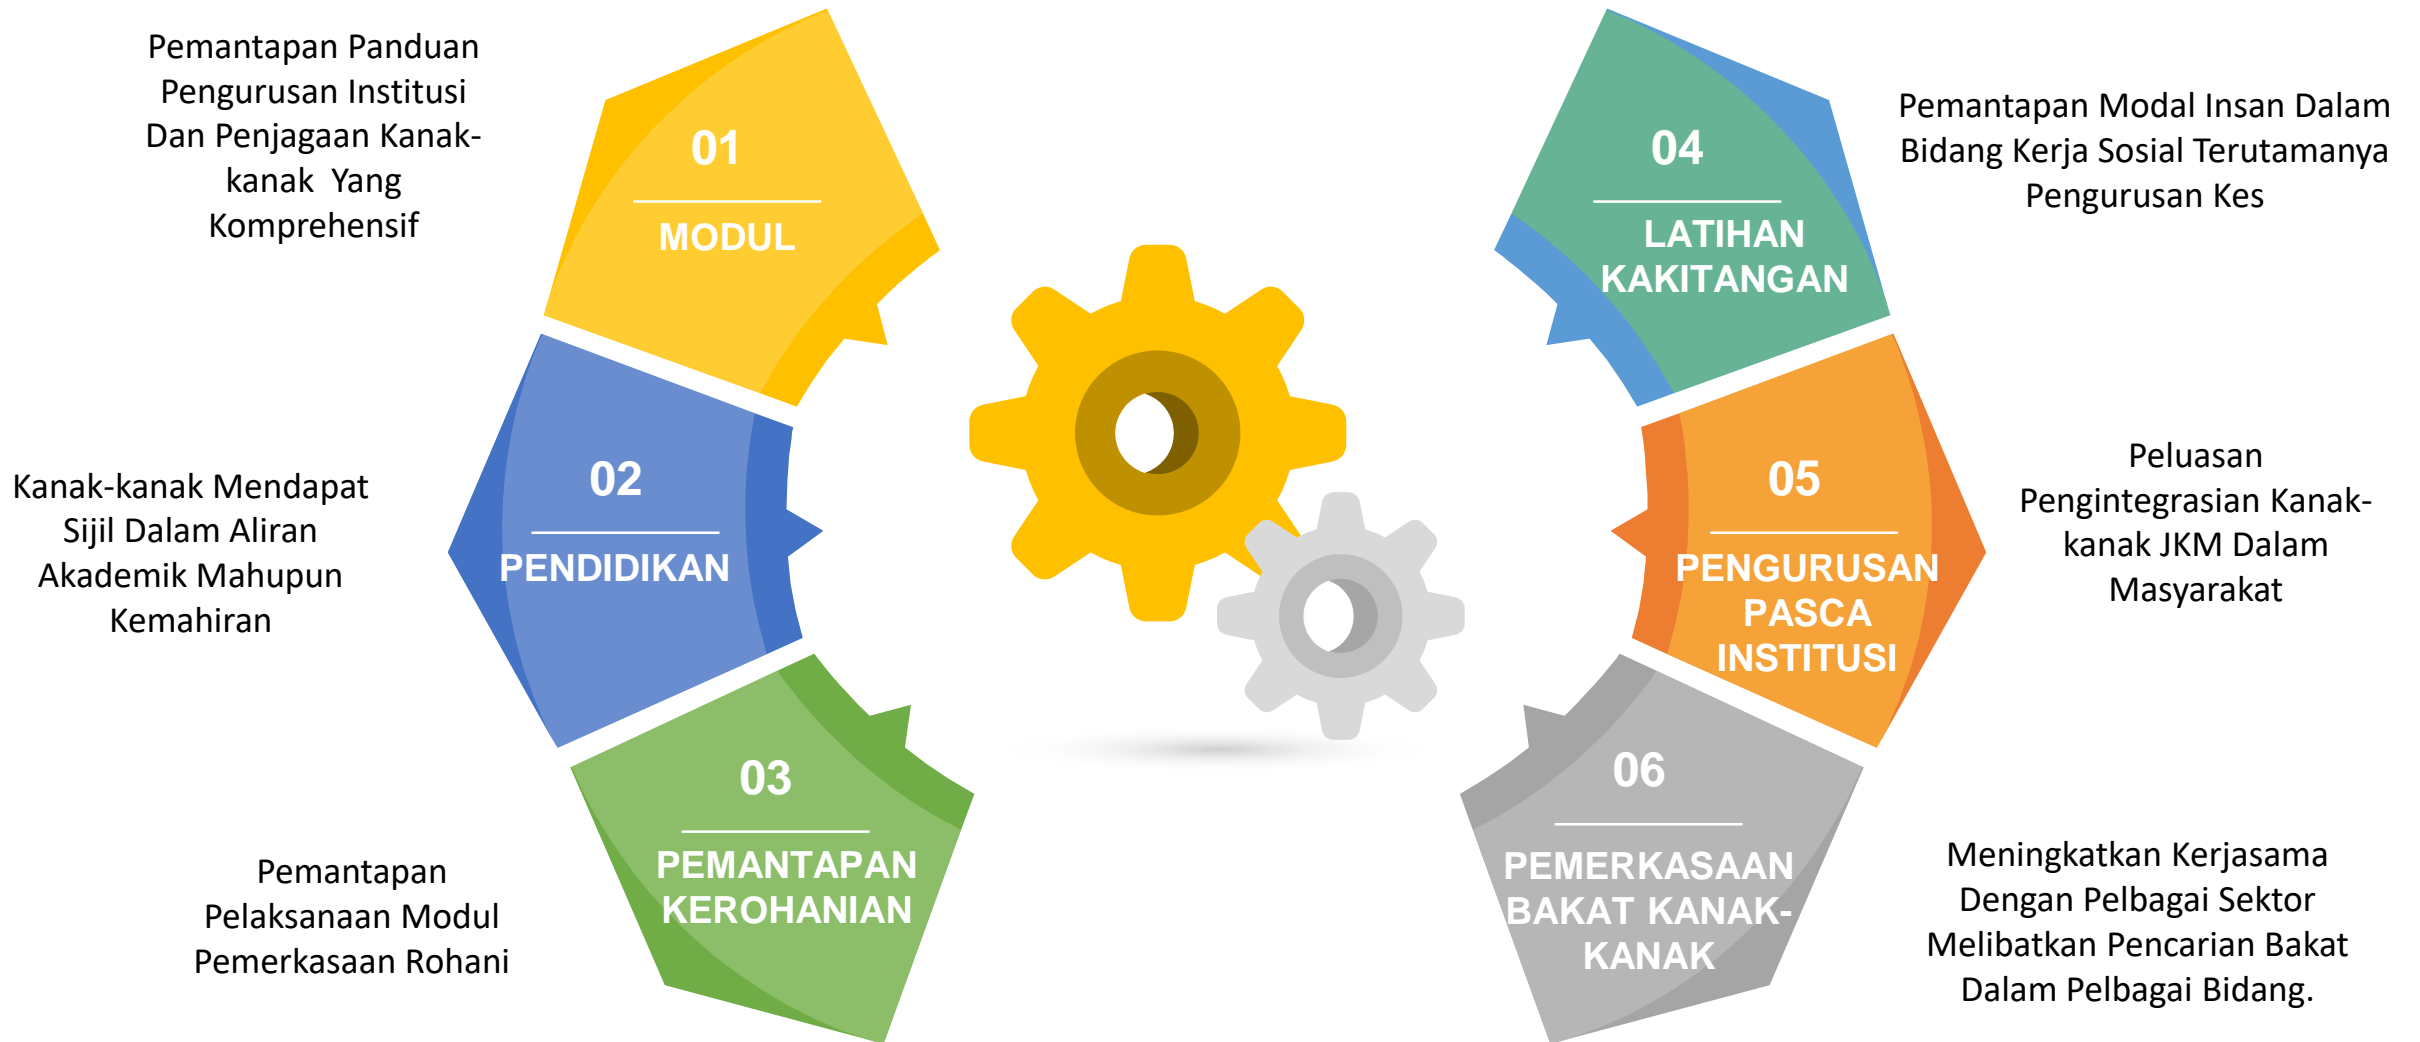 Pemantapan Panduan
Pengurusan Institusi
Dan Penjagaan Kanak-
kanak Yang
Komprehensif
01
MODUL
Kanak-kanak Mendapat
Sijil Dalam Aliran
Akademik Mahupun
Kemahiran
02
PENDIDIKAN
Pemantapan
Pelaksanaan Modul
Pemerkasaan Rohani
03
PEMANTAPAN
KEROHANIAN
04
LATIHAN
KAKITANGAN
Pemantapan Modal Insan Dalam
Bidang Kerja Sosial Terutamanya
Pengurusan Kes
05
PENGURUSAN
PASCA
INSTITUSI
Peluasan
Pengintegrasian Kanak-
kanak JKM Dalam
Masyarakat
06
PEMERKASAAN
BAKAT KANAK-
KANAK
Meningkatkan Kerjasama
Dengan Pelbagai Sektor
Melibatkan Pencarian Bakat
Dalam Pelbagai Bidang.